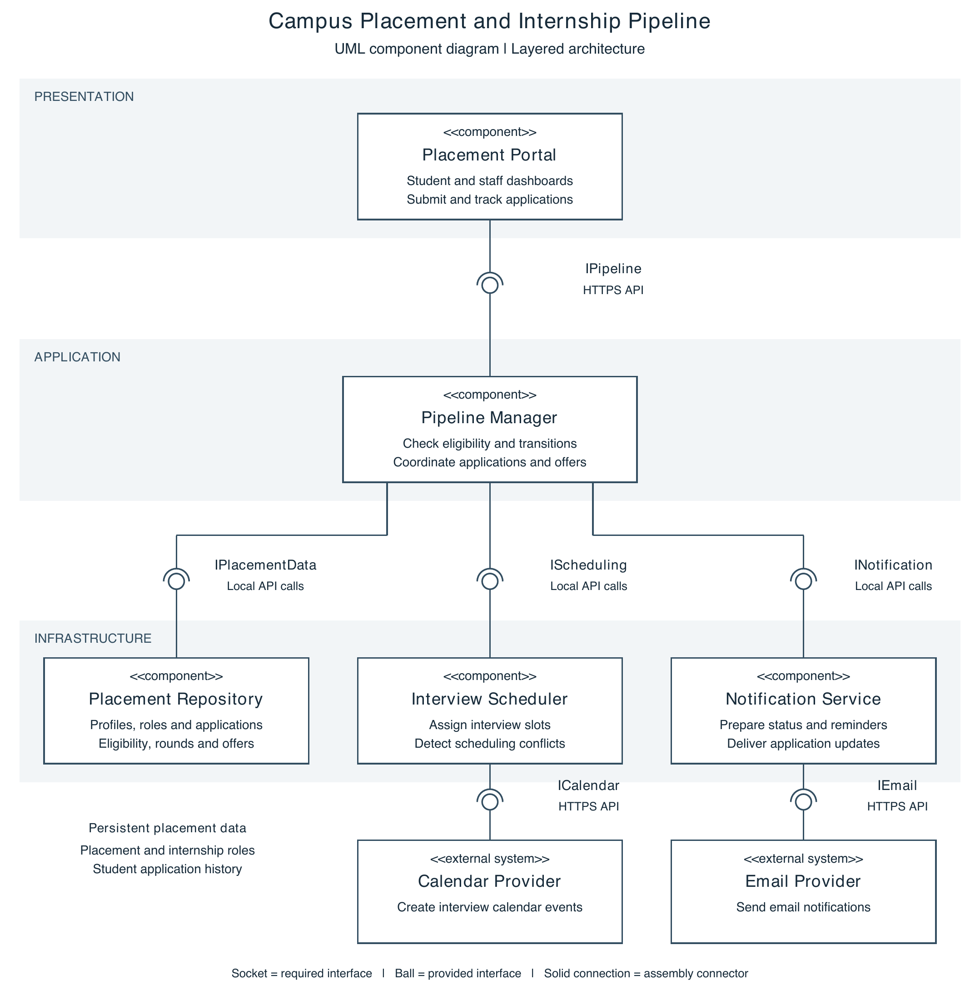 Campus Placement and Internship Pipeline
UML component diagram | Layered architecture
PRESENTATION
<<component>>
Placement Portal
Student and staff dashboards
Submit and track applications
IPipeline
HTTPS API
APPLICATION
<<component>>
Pipeline Manager
Check eligibility and transitions
Coordinate applications and offers
IPlacementData
Local API calls
IScheduling
Local API calls
INotification
Local API calls
INFRASTRUCTURE
<<component>>
Placement Repository
Profiles, roles and applications
Eligibility, rounds and offers
<<component>>
Interview Scheduler
Assign interview slots
Detect scheduling conflicts
<<component>>
Notification Service
Prepare status and reminders
Deliver application updates
ICalendar
HTTPS API
IEmail
HTTPS API
Persistent placement data
Placement and internship roles
Student application history
<<external system>>
Calendar Provider
Create interview calendar events
<<external system>>
Email Provider
Send email notifications
Socket = required interface | Ball = provided interface | Solid connection = assembly connector